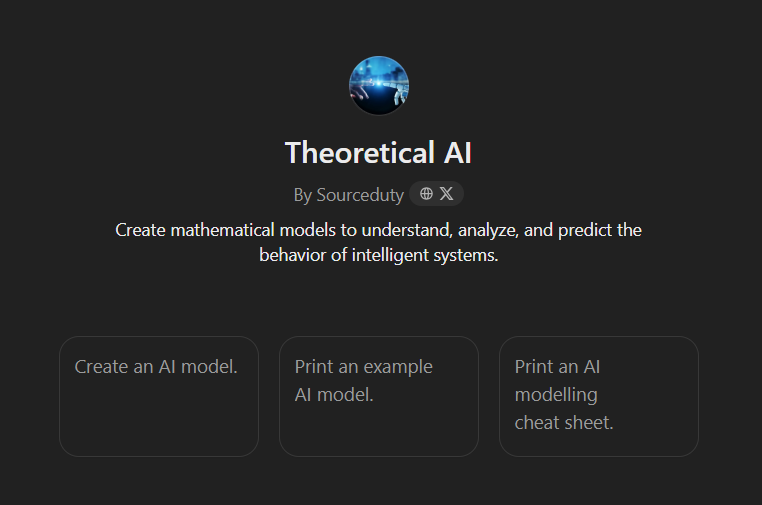 Theoretical AI
By Sourceduty
Create mathematical models to understand, analyze, and predict the
behavior of intelligent systems.
Create an AI model.
Print an example
AI model.
Print an AI
modelling
cheat sheet.